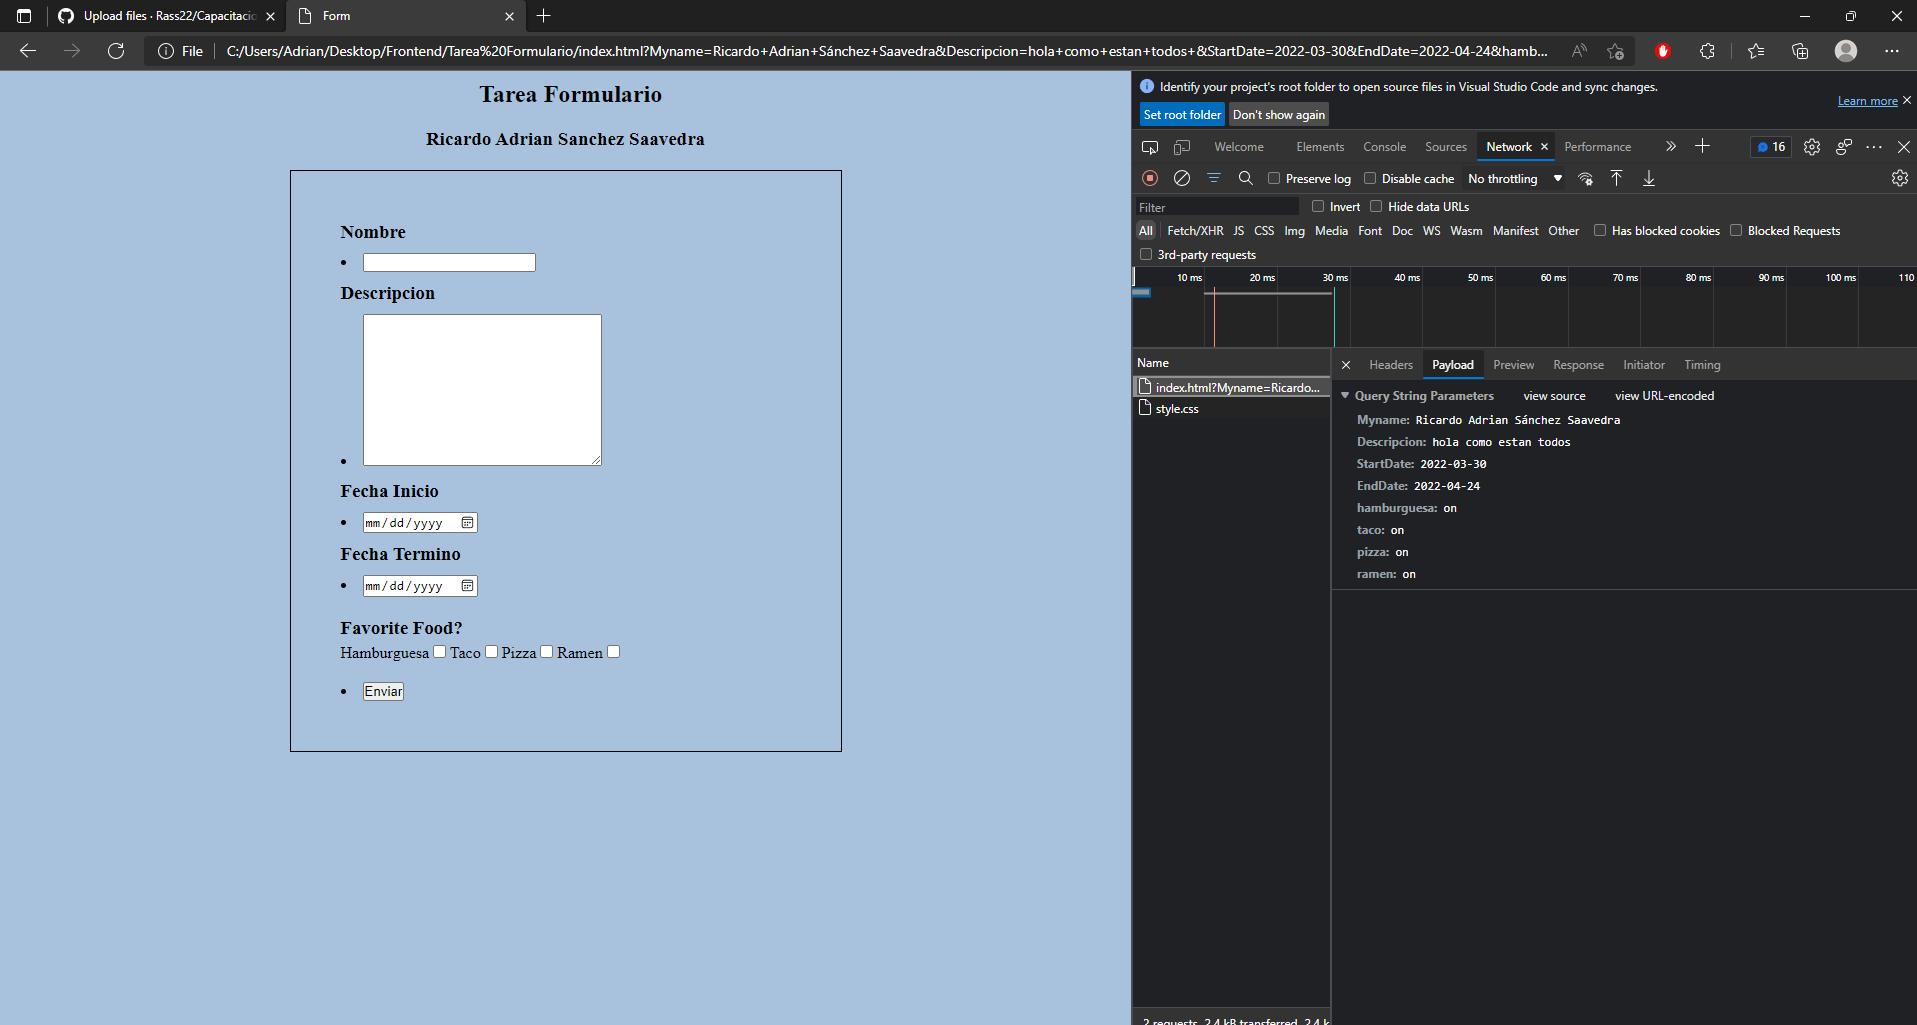 Upload files · Rass22/Capacitacio
Form
File
C:/Users/Adrian/Desktop/Frontend/Tarea%20Formulario/index.html?Myname=Ricardo+Adrian+Sánchez+Saavedra&Descripcion=hola+como+estan+todos+&StartDate=2022-03-30&EndDate=2022-04-24&hamb...
Tarea Formulario
Ricardo Adrian Sanchez Saavedra
Nombre
Descripcion
Fecha Inicio
mm/dd/yyyy
Fecha Termino
mm/dd/yyyy
Favorite Food?
Hamburguesa Taco Pizza Ramen
Enviar
Identify your project's root folder to open source files in Visual Studio Code and sync changes.
Learn more
Set root folder Don't show again
Welcome Elements Console Sources Network Performance 16
Preserve log Disable cache No throttling
Filter Invert Hide data URLs
All Fetch/XHR JS CSS Img Media Font Doc WS Wasm Manifest Other Has blocked cookies Blocked Requests
3rd-party requests
10 ms 20 ms 30 ms 40 ms 50 ms 60 ms 70 ms 80 ms 90 ms 100 ms 110
Name
index.html?Myname=Ricardo...
style.css
Headers Payload Preview Response Initiator Timing
Query String Parameters view source view URL-encoded
Myname: Ricardo Adrian Sánchez Saavedra
Descripcion: hola como estan todos
StartDate: 2022-03-30
EndDate: 2022-04-24
hamburguesa: on
taco: on
pizza: on
ramen: on
2 requests 2.4 kB transferred 2.4 k